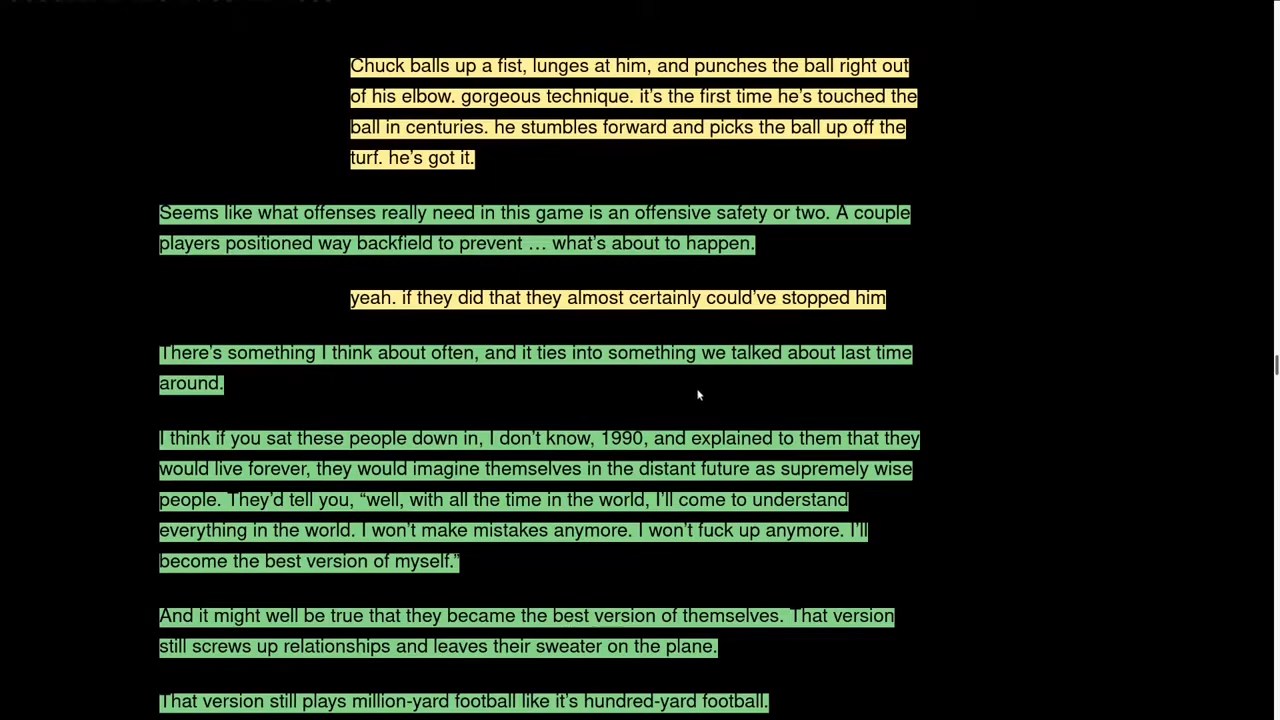 Chuck balls up a fist, lunges at him, and punches the ball right out
of his elbow. gorgeous technique. it’s the first time he’s touched the
ball in centuries. he stumbles forward and picks the ball up off the
turf. he’s got it.
Seems like what offenses really need in this game is an offensive safety or two. A couple
players positioned way backfield to prevent … what’s about to happen.
yeah. if they did that they almost certainly could’ve stopped him
There’s something I think about often, and it ties into something we talked about last time
around.
I think if you sat these people down in, I don’t know, 1990, and explained to them that they
would live forever, they would imagine themselves in the distant future as supremely wise
people. They’d tell you, “well, with all the time in the world, I’ll come to understand
everything in the world. I won’t make mistakes anymore. I won’t fuck up anymore. I’ll
become the best version of myself.”
And it might well be true that they became the best version of themselves. That version
still screws up relationships and leaves their sweater on the plane.
That version still plays million-yard football like it’s hundred-yard football.